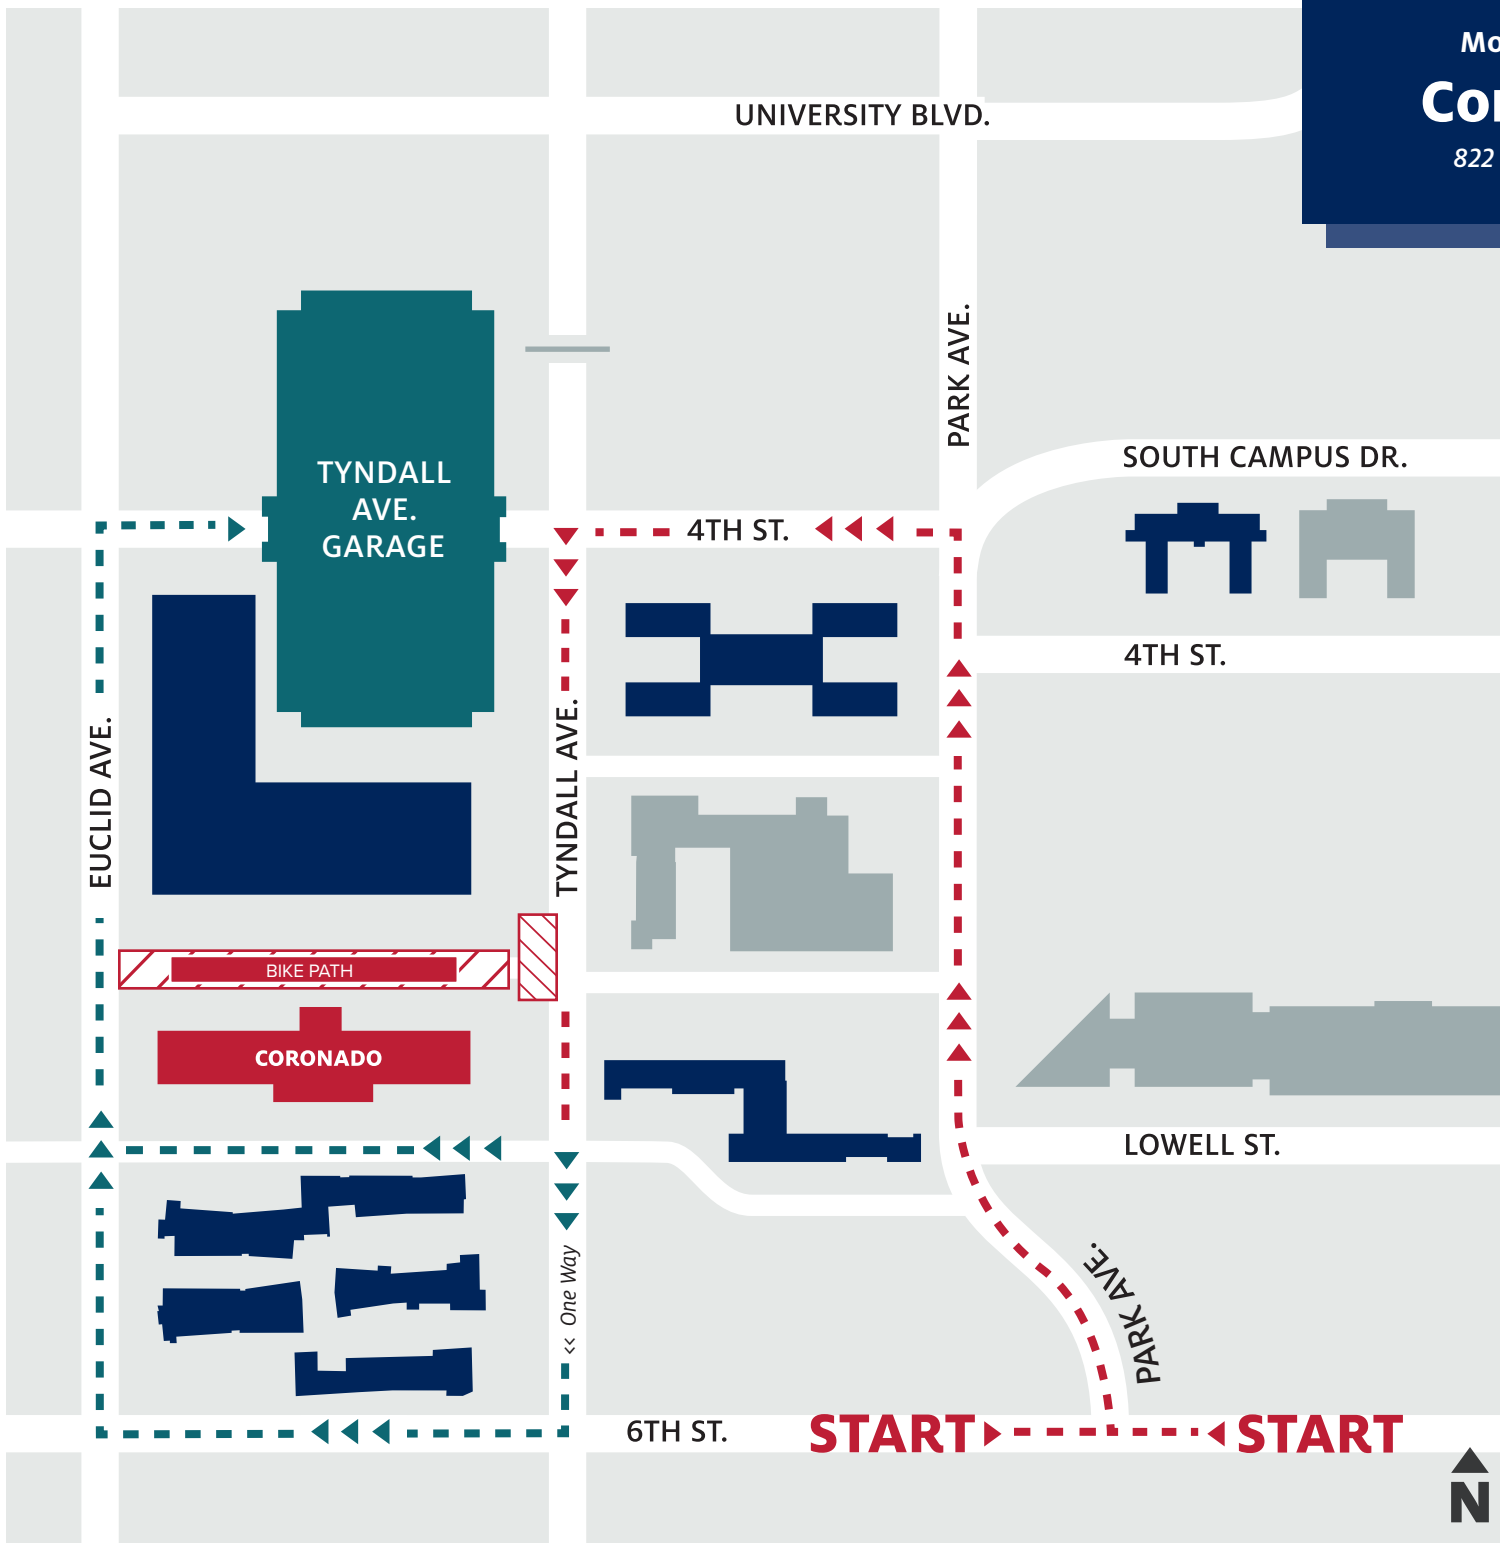 Mo
Co
822
UNIVERSITY BLVD.
PARK AVE.
SOUTH CAMPUS DR.
TYNDALL
AVE.
GARAGE
4TH ST.
4TH ST.
EUCLID AVE.
TYNDALL AVE.
BIKE PATH
CORONADO
LOWELL ST.
<< One Way
PARK AVE.
6TH ST.
START
START
N